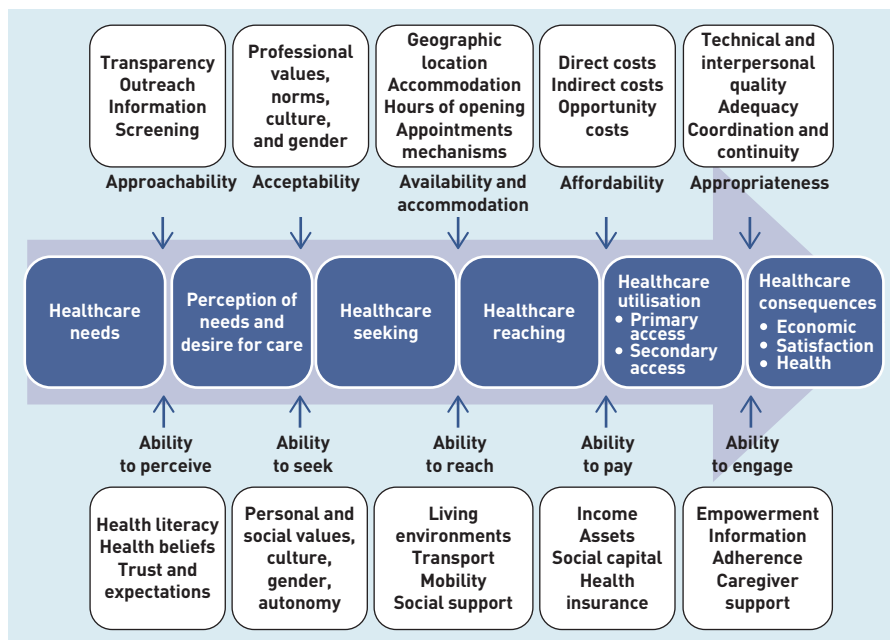 Transparency
Outreach
Information
Screening
Professional
values,
norms,
culture,
and gender
Geographic
location
Accommodation
Hours of opening
Appointments
mechanisms
Direct costs
Indirect costs
Opportunity
costs
Technical and
interpersonal
quality
Adequacy
Coordination and
continuity
Approachability
Acceptability
Availability and
accommodation
Affordability
Appropriateness
Healthcare
needs
Perception of
needs and
desire for care
Healthcare
seeking
Healthcare
reaching
Healthcare
utilisation
• Primary
access
• Secondary
access
Healthcare
consequences
• Economic
• Satisfaction
• Health
Ability
to perceive
Ability
to seek
Ability
to reach
Ability
to pay
Ability
to engage
Health literacy
Health beliefs
Trust and
expectations
Personal and
social values,
culture,
gender,
autonomy
Living
environments
Transport
Mobility
Social support
Income
Assets
Social capital
Health
insurance
Empowerment
Information
Adherence
Caregiver
support